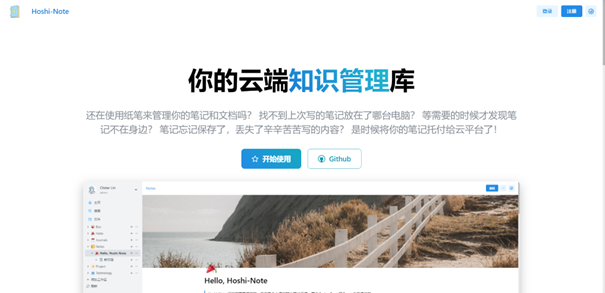 Hoshi-Note
登录
注册
你的云端知识管理库
还在使用纸笔来管理你的笔记和文档吗？ 找不到上次写的笔记放在了哪台电脑？ 等需要的时候才发现笔
记不在身边？ 笔记忘记保存了，丢失了辛辛苦苦写的内容？ 是时候将你的笔记托付给云平台了！
开始使用
Github
Hello, Hoshi-Note
Hello, Hoshi-Note